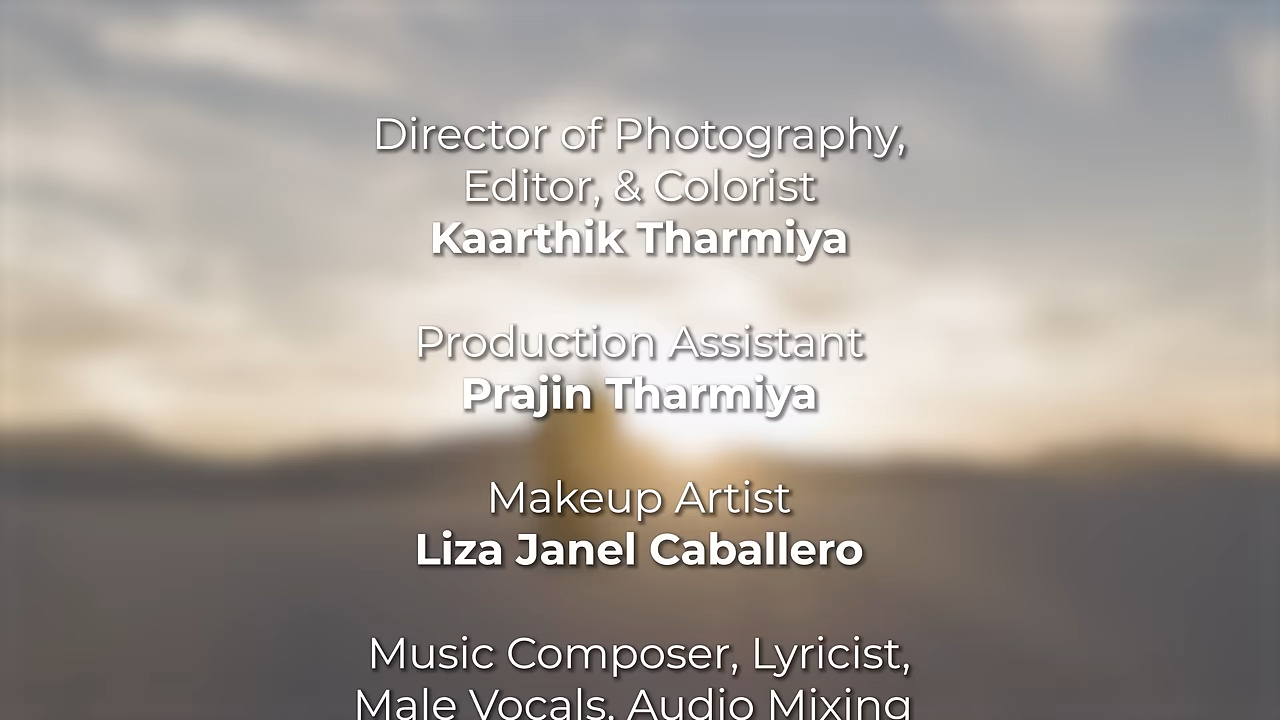 Director of Photography,
Editor, & Colorist
Kaarthik Tharmiya
Production Assistant
Prajin Tharmiya
Makeup Artist
Liza Janel Caballero
Music Composer, Lyricist,
Male Vocals, Audio Mixing